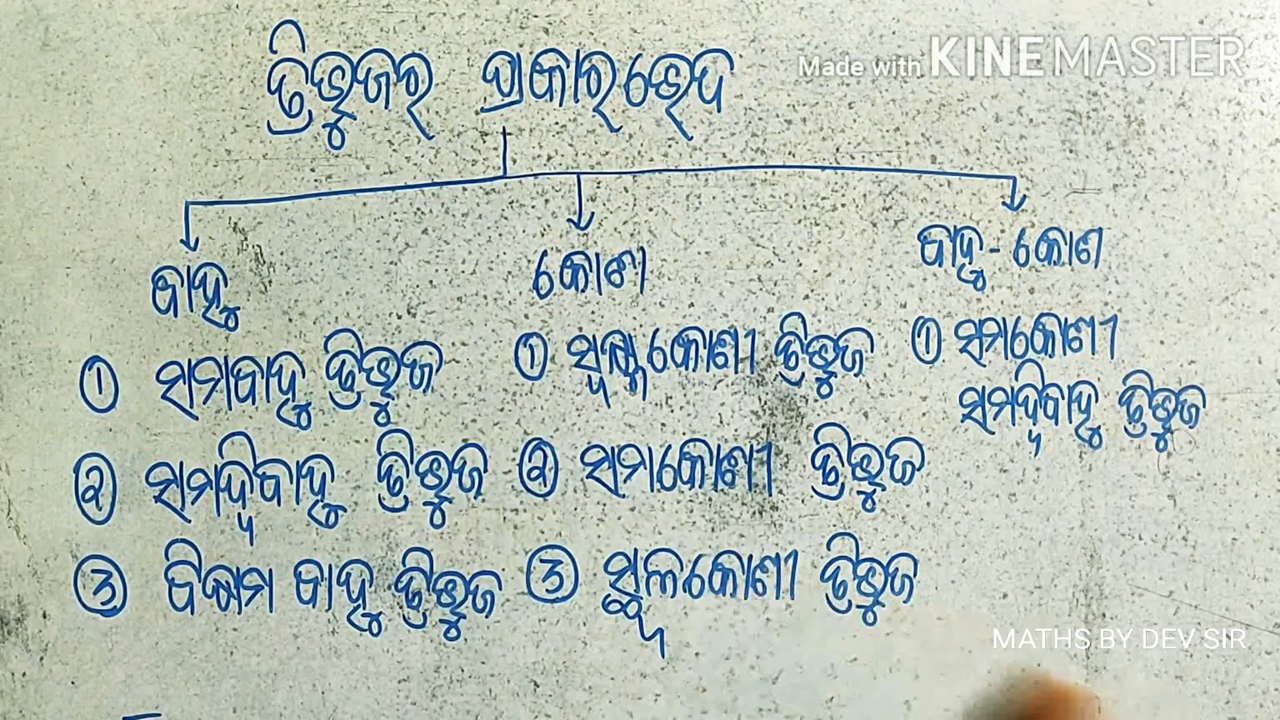 ତ୍ରିଭୁଜର ପ୍ରକାରଭେଦ
Made with KINEMASTER
ବାହୁ
କୋଣ
ବାହୁ - କୋଣ
① ସମବାହୁ ତ୍ରିଭୁଜ
① ସୂକ୍ଷ୍ମକୋଣୀ ତ୍ରିଭୁଜ
① ସମକୋଣୀ
ସମଦ୍ୱିବାହୁ ତ୍ରିଭୁଜ
② ସମଦ୍ୱିବାହୁ ତ୍ରିଭୁଜ
② ସମକୋଣୀ ତ୍ରିଭୁଜ
③ ବିଷମ ବାହୁ ତ୍ରିଭୁଜ
③ ସ୍ଥୂଳକୋଣୀ ତ୍ରିଭୁଜ
MATHS BY DEV SIR